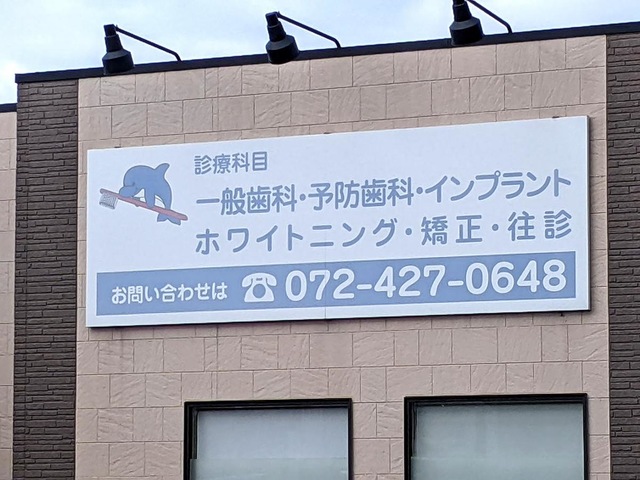 診療科目
一般歯科・予防歯科・インプラント
ホワイトニング・矯正・往診
お問い合わせは ☎072-427-0648